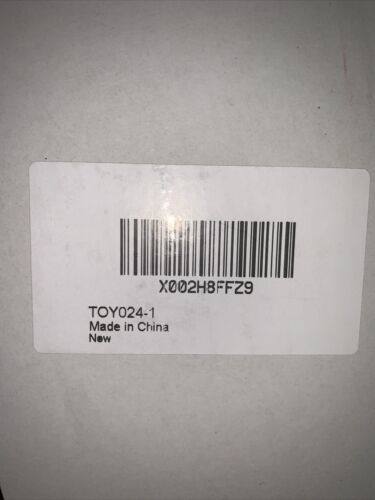 X002H8FFZ9
TOY024-1
Made in China
New